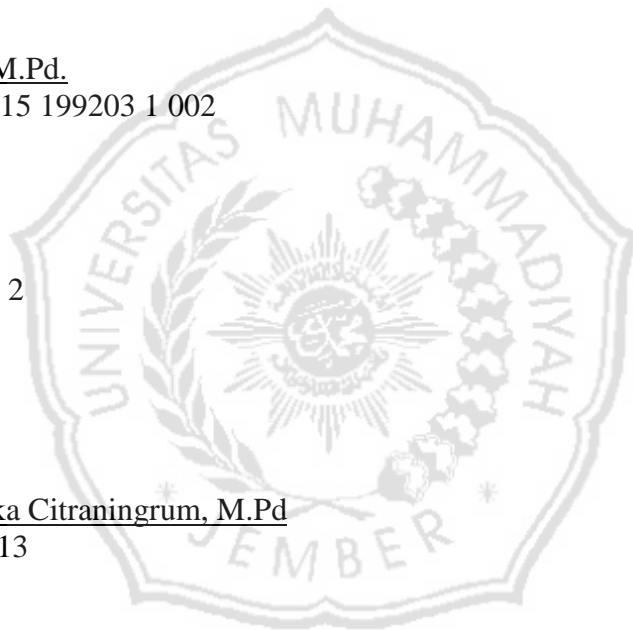 M.Pd.
15 199203 1 002
2
ka Citraningrum, M.Pd
13
UNIVERSITAS MUHAMMADIYAH
JEMBER